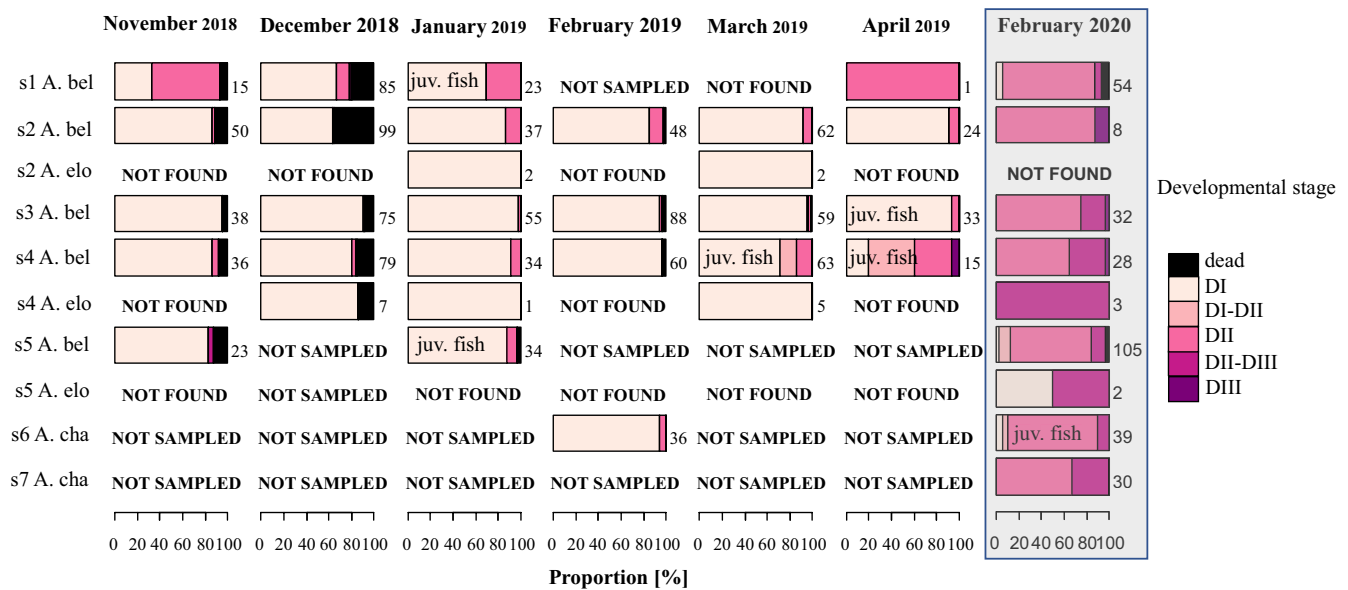 November 2018 December 2018 January 2019 February 2019 March 2019 April 2019 February 2020
s1 A. bel 15 85 juv. fish 23 NOT SAMPLED NOT FOUND 1 54
s2 A. bel 50 99 37 48 62 24 8
s2 A. elo NOT FOUND NOT FOUND 2 NOT FOUND 2 NOT FOUND NOT FOUND
s3 A. bel 38 75 55 88 59 juv. fish 33 32
s4 A. bel 36 79 34 60 juv. fish 63 juv. fish 15 28
s4 A. elo NOT FOUND 7 1 NOT FOUND 5 NOT FOUND 3
s5 A. bel 23 NOT SAMPLED juv. fish 34 NOT SAMPLED NOT SAMPLED NOT SAMPLED 105
s5 A. elo NOT FOUND NOT SAMPLED NOT FOUND NOT FOUND NOT FOUND NOT FOUND 2
s6 A. cha NOT SAMPLED NOT SAMPLED NOT SAMPLED 36 NOT SAMPLED NOT SAMPLED juv. fish 39
s7 A. cha NOT SAMPLED NOT SAMPLED NOT SAMPLED NOT SAMPLED NOT SAMPLED NOT SAMPLED 30
0 20 40 60 80 100 0 20 40 60 80 100 0 20 40 60 80 100 0 20 40 60 80 100 0 20 40 60 80 100 0 20 40 60 80 100 0 20 40 60 80 100
Proportion [%]
Developmental stage
dead
DI
DI-DII
DII
DII-DIII
DIII